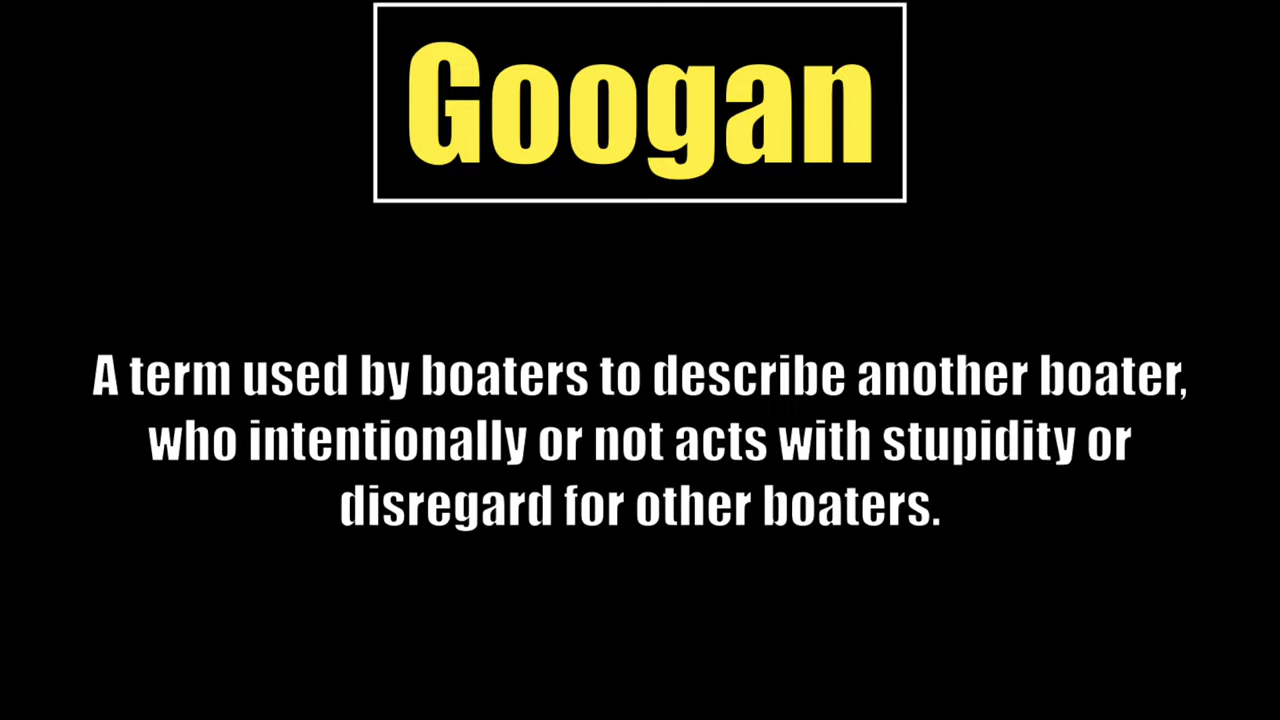 Googan
A term used by boaters to describe another boater,
who intentionally or not acts with stupidity or
disregard for other boaters.